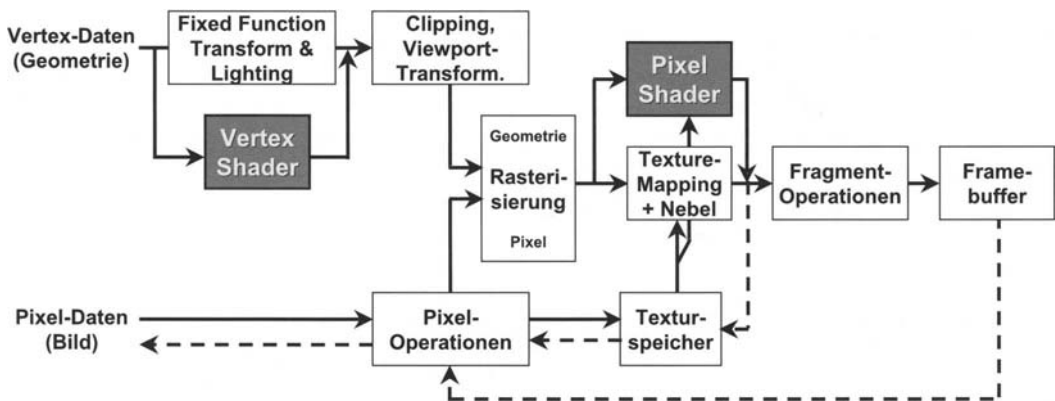 Vertex-Daten
(Geometrie)
Fixed Function
Transform &
Lighting
Clipping,
Viewport-
Transform.
Vertex
Shader
Pixel
Shader
Geometrie
Rasteri-
sierung
Pixel
Texture-
Mapping
+ Nebel
Fragment-
Operationen
Frame-
buffer
Pixel-Daten
(Bild)
Pixel-
Operationen
Textur-
speicher